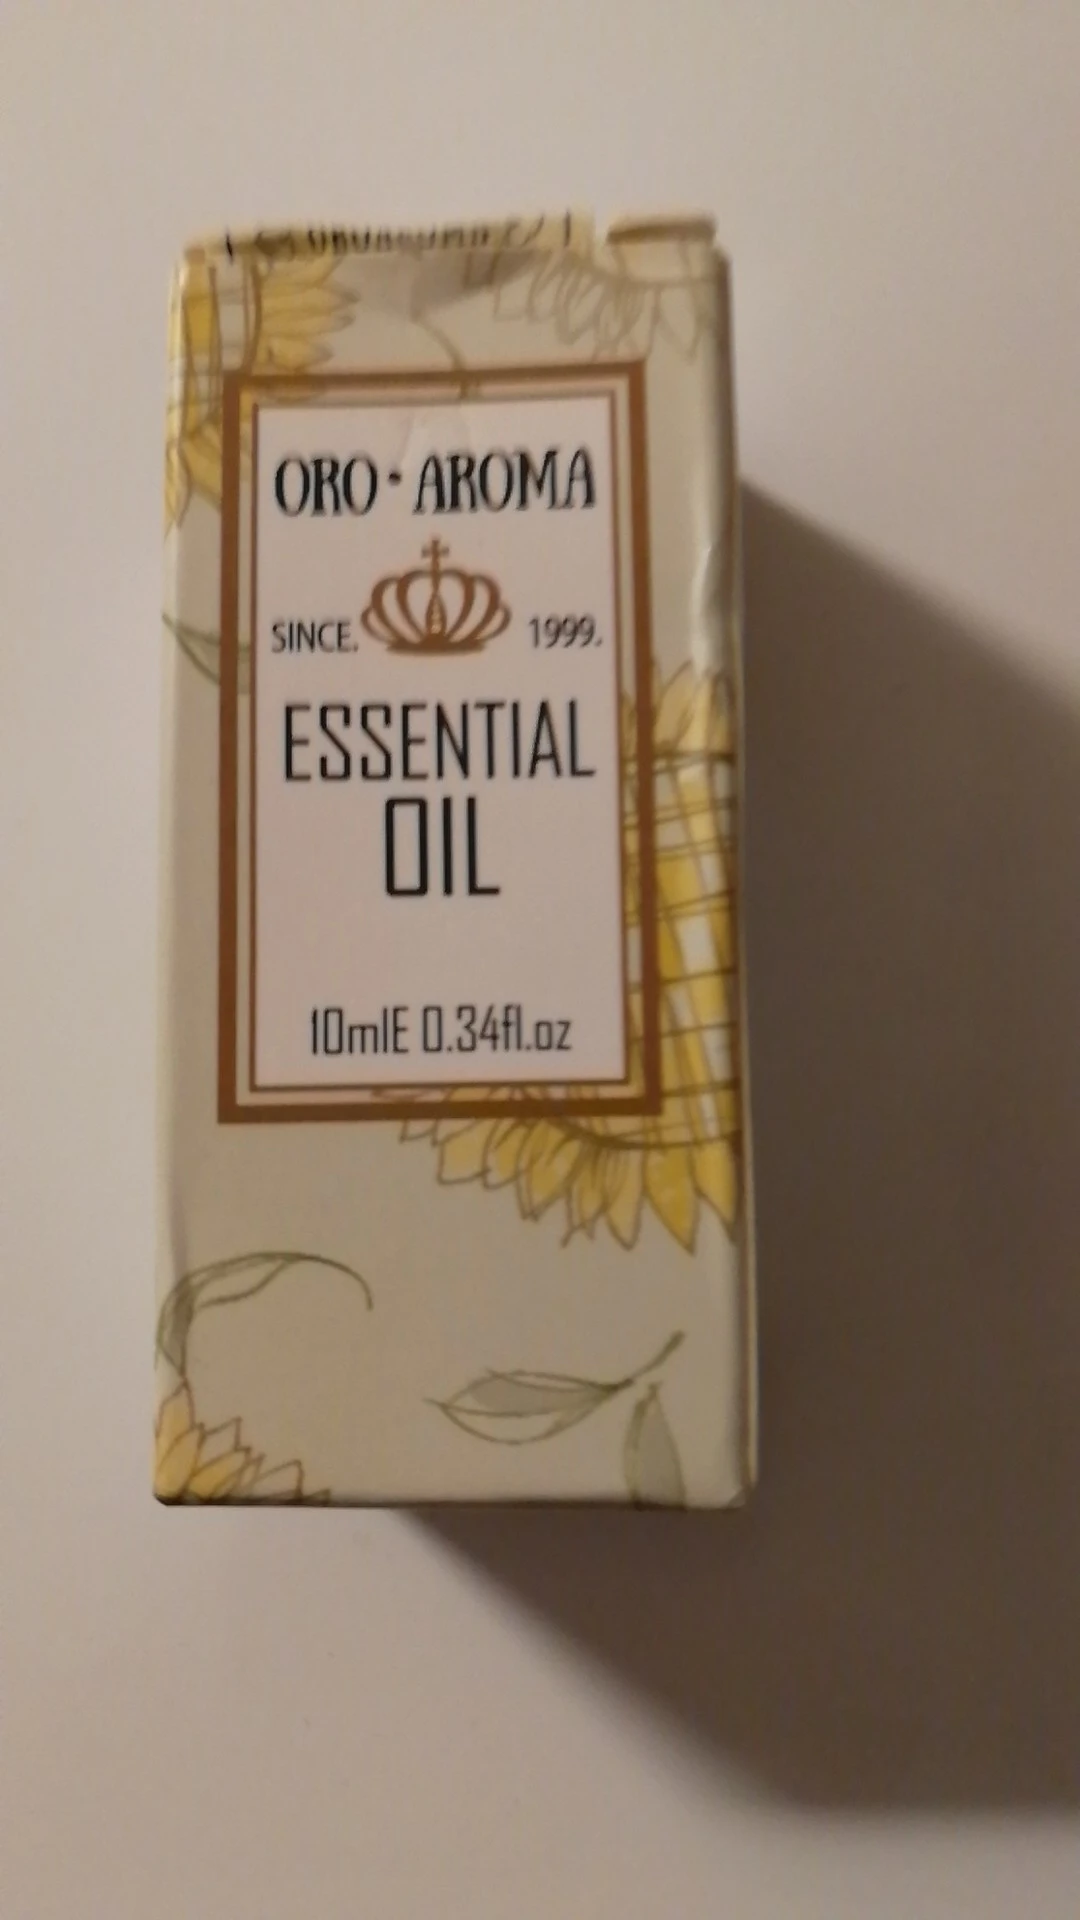 ORO·AROMA
SINCE. 1999.
ESSENTIAL
OIL
10mlE 0.34fl.oz